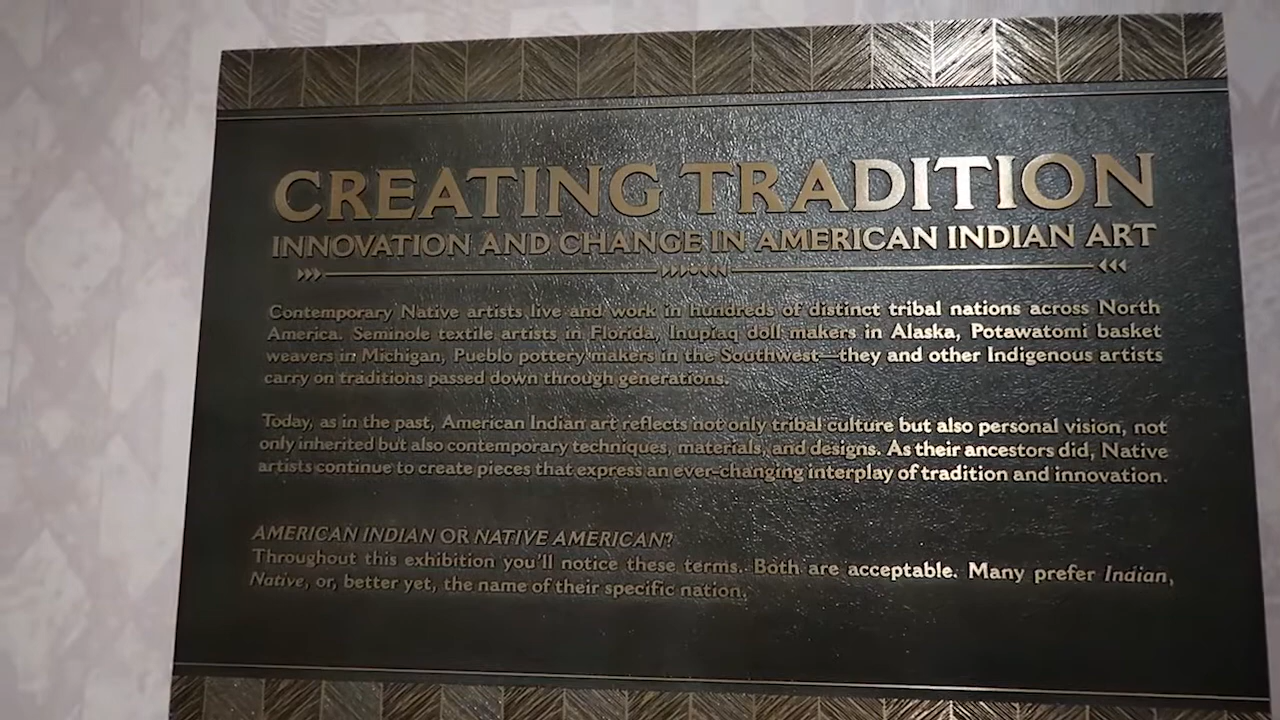 CREATING TRADITION
INNOVATION AND CHANGE IN AMERICAN INDIAN ART
Contemporary Native artists live and work in hundreds of distinct tribal nations across North
America. Seminole textile artists in Florida, Inupiaq doll makers in Alaska, Potawatomi basket
weavers in Michigan, Pueblo pottery makers in the Southwest—they and other Indigenous artists
carry on traditions passed down through generations.
Today, as in the past, American Indian art reflects not only tribal culture but also personal vision, not
only inherited but also contemporary techniques, materials, and designs. As their ancestors did, Native
artists continue to create pieces that express an ever-changing interplay of tradition and innovation.
AMERICAN INDIAN OR NATIVE AMERICAN?
Throughout this exhibition you'll notice these terms. Both are acceptable. Many prefer Indian,
Native, or, better yet, the name of their specific nation.